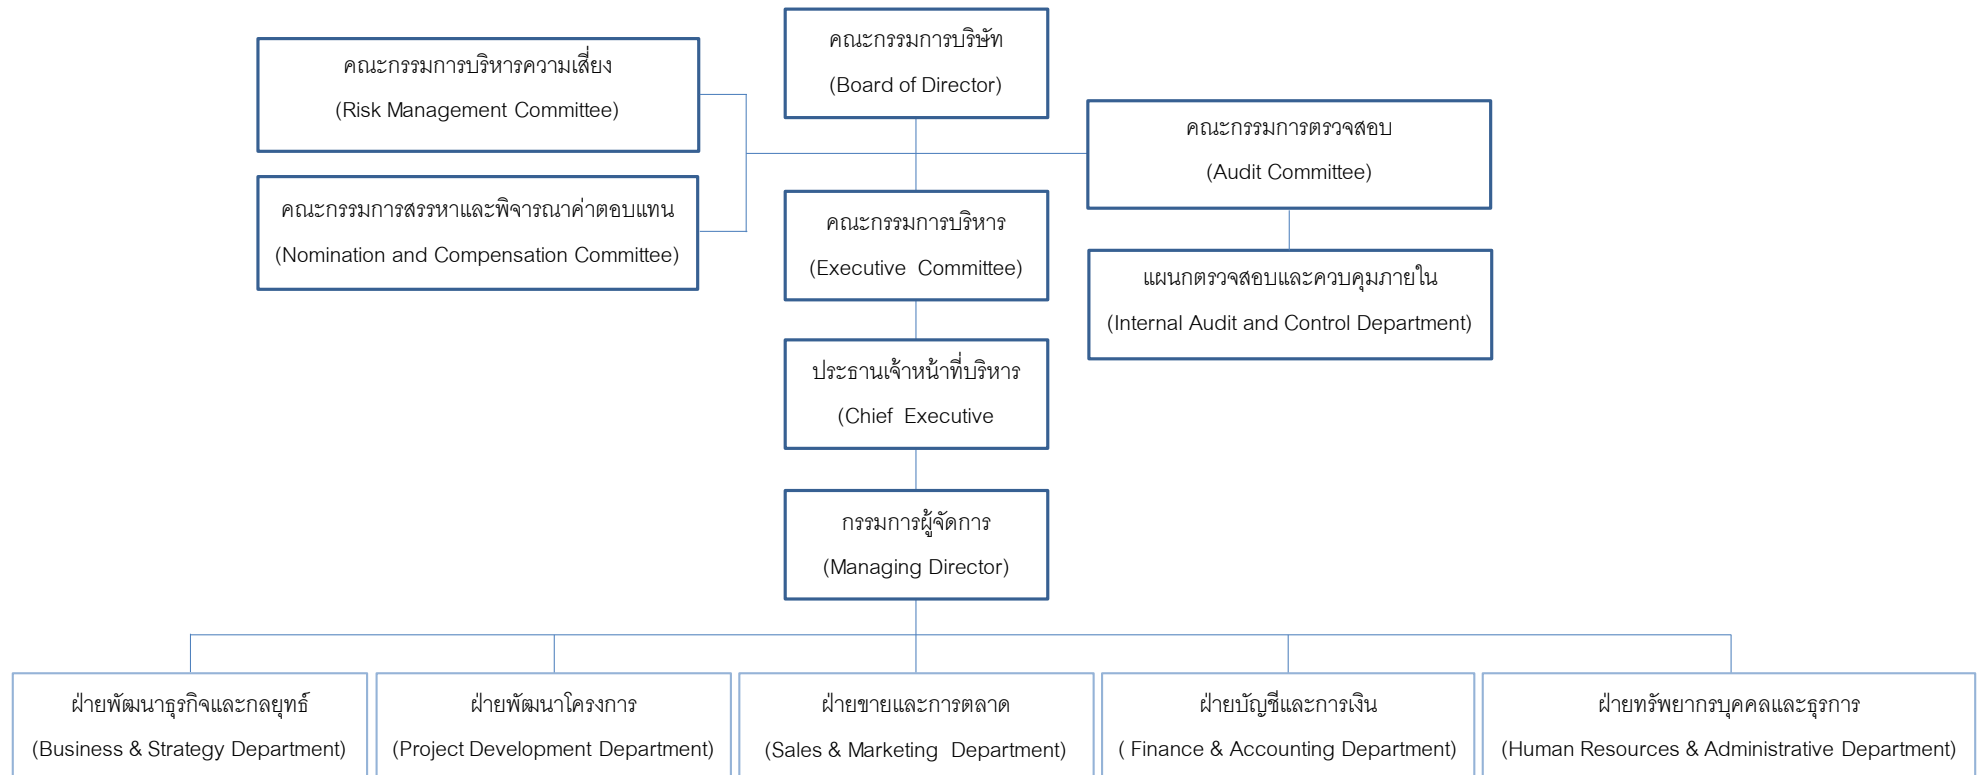 คณะกรรมการบริษัท
(Board of Director)
คณะกรรมการบริหารความเสี่ยง
(Risk Management Committee)
คณะกรรมการตรวจสอบ
(Audit Committee)
คณะกรรมการสรรหาและพิจารณาค่าตอบแทน
(Nomination and Compensation Committee)
คณะกรรมการบริหาร
(Executive Committee)
แผนกตรวจสอบและควบคุมภายใน
(Internal Audit and Control Department)
ประธานเจ้าหน้าที่บริหาร
(Chief Executive
กรรมการผู้จัดการ
(Managing Director)
ฝ่ายพัฒนาธุรกิจและกลยุทธ์
(Business & Strategy Department)
ฝ่ายพัฒนาโครงการ
(Project Development Department)
ฝ่ายขายและการตลาด
(Sales & Marketing Department)
ฝ่ายบัญชีและการเงิน
( Finance & Accounting Department)
ฝ่ายทรัพยากรบุคคลและธุรการ
(Human Resources & Administrative Department)